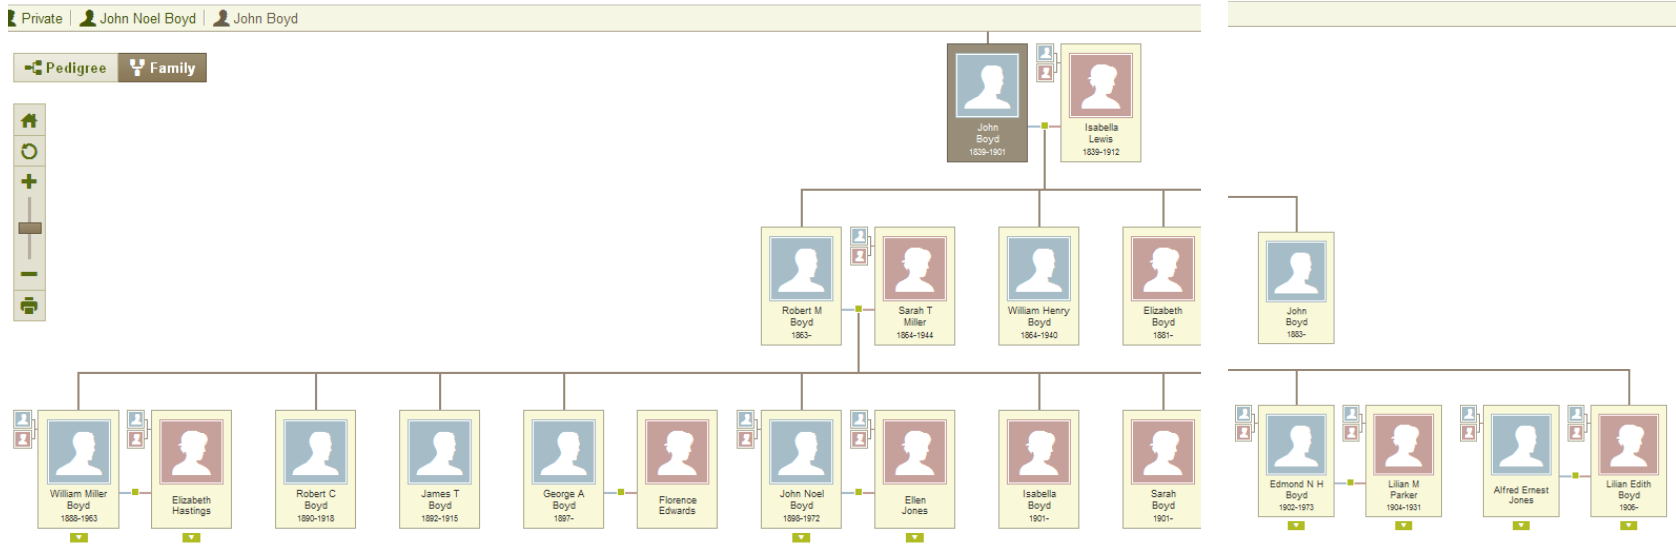 Private
John Noel Boyd
John Boyd
Pedigree
Family
John
Boyd
1839-1901
Isabella
Lewis
1839-1912
Robert M
Boyd
1863-
Sarah T
Miller
1864-1944
William Henry
Boyd
1864-1940
Elizabeth
Boyd
1881-
John
Boyd
1883-
William Miller
Boyd
1888-1963
Elizabeth
Hastings
Robert C
Boyd
1890-1918
James T
Boyd
1892-1915
George A
Boyd
1897-
Florence
Edwards
John Noel
Boyd
1898-1972
Ellen
Jones
Isabella
Boyd
1901-
Sarah
Boyd
1901-
Edmond N H
Boyd
1902-1973
Lilian M
Parker
1904-1931
Alfred Ernest
Jones
Lilian Edith
Boyd
1906-